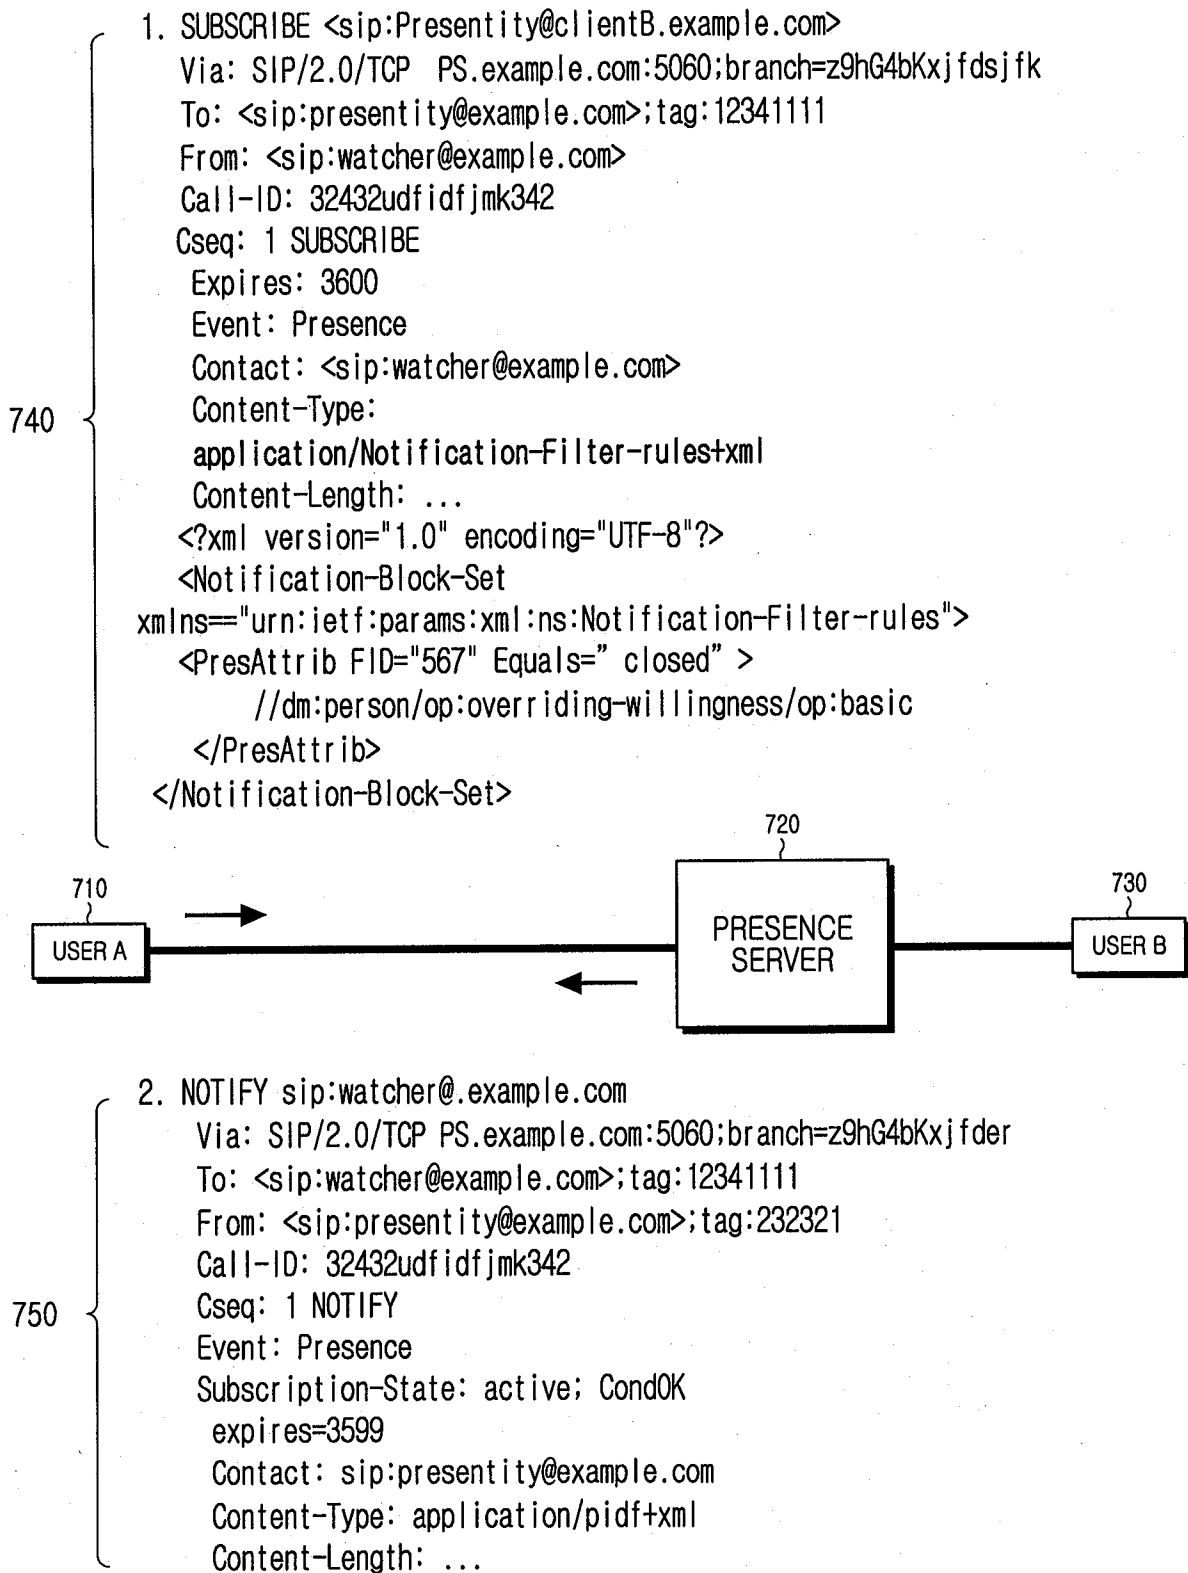 1. SUBSCRIBE <sip:Presentity@clientB.example.com>
Via: SIP/2.0/TCP PS.example.com:5060;branch=z9hG4bKxjfdsjfk
To: <sip:presentity@example.com>;tag:12341111
From: <sip:watcher@example.com>
Call-ID: 32432udfidfjmk342
Cseq: 1 SUBSCRIBE
Expires: 3600
Event: Presence
Contact: <sip:watcher@example.com>
740
Content-Type:
application/Notification-Filter-rules+xml
Content-Length: ...
<?xml version="1.0" encoding="UTF-8"?>
<Notification-Block-Set
xmlns=="urn:ietf:params:xml:ns:Notification-Filter-rules">
<PresAttrib FID="567" Equals=” closed” >
//dm:person/op:overriding-willingness/op:basic
</PresAttrib>
</Notification-Block-Set>
710
USER A
720
PRESENCE
SERVER
730
USER B
2. NOTIFY sip:watcher@.example.com
Via: SIP/2.0/TCP PS.example.com:5060;branch=z9hG4bKxjfder
To: <sip:watcher@example.com>;tag:12341111
From: <sip:presentity@example.com>;tag:232321
Call-ID: 32432udfidfjmk342
750
Cseq: 1 NOTIFY
Event: Presence
Subscription-State: active; CondOK
expires=3599
Contact: sip:presentity@example.com
Content-Type: application/pidf+xml
Content-Length: ...